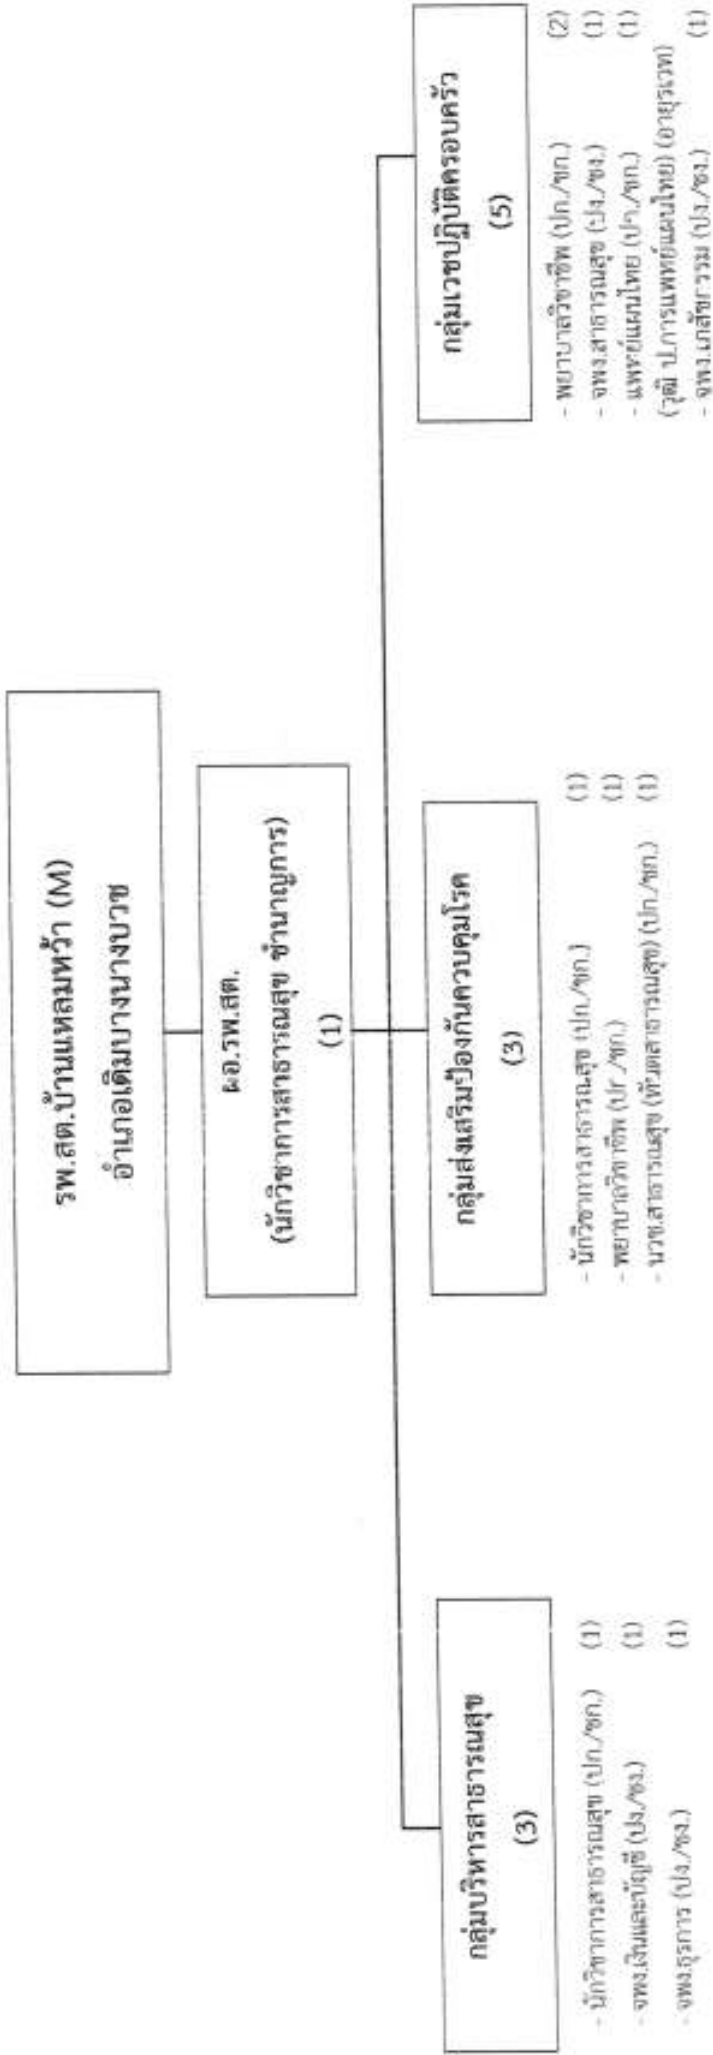 รพ.สต.บ้านแหลมหว้า (M)
อำเภอเดิมบางนางบวช
ผอ.รพ.สต.
(นักวิชาการสาธารณสุข ชำนาญการ)
(1)
กลุ่มบริหารสาธารณสุข
(3)
- นักวิชาการสาธารณสุข (ปก./ชก.) (1)
- จพง.เงินและบัญชี (ปง./ชง.) (1)
- จพง.ธุรการ (ปง./ชง.) (1)
กลุ่มส่งเสริมป้องกันควบคุมโรค
(3)
- นักวิชาการสาธารณสุข (ปก./ชก.) (1)
- พยาบาลวิชาชีพ (ปก./ชก.) (1)
- นวช.สาธารณสุข (ทันตสาธารณสุข) (ปก./ชก.) (1)
กลุ่มเวชปฏิบัติครอบครัว
(5)
- พยาบาลวิชาชีพ (ปก./ชก.) (2)
- จพง.สาธารณสุข (ปง./ชง.) (1)
- แพทย์แผนไทย (ปก./ชก.) (1)
(วุฒิ ป.การแพทย์แผนไทย) (อายุรเวท)
- จพง.เภสัชกรรม (ปง./ชง.) (1)